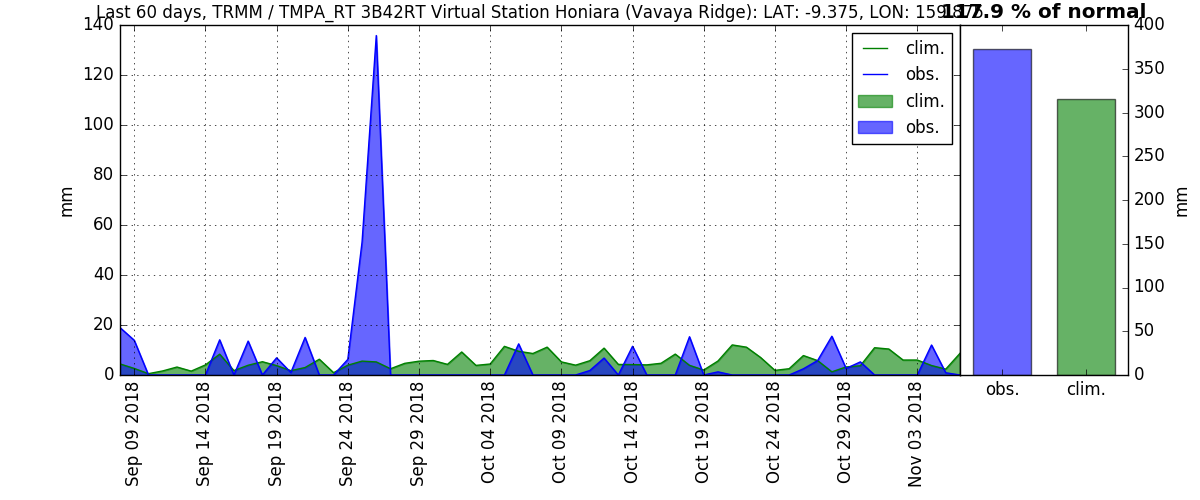 Last 60 days, TRMM / TMPA_RT 3B42RT Virtual Station Honiara (Vavaya Ridge): LAT: -9.375, LON: 159.875
117.9 % of normal
140
120
100
80
60
40
20
0
mm
clim.
obs.
clim.
obs.
400
350
300
250
200
150
100
50
0
mm
obs.
clim.
Sep 09 2018
Sep 14 2018
Sep 19 2018
Sep 24 2018
Sep 29 2018
Oct 04 2018
Oct 09 2018
Oct 14 2018
Oct 19 2018
Oct 24 2018
Oct 29 2018
Nov 03 2018